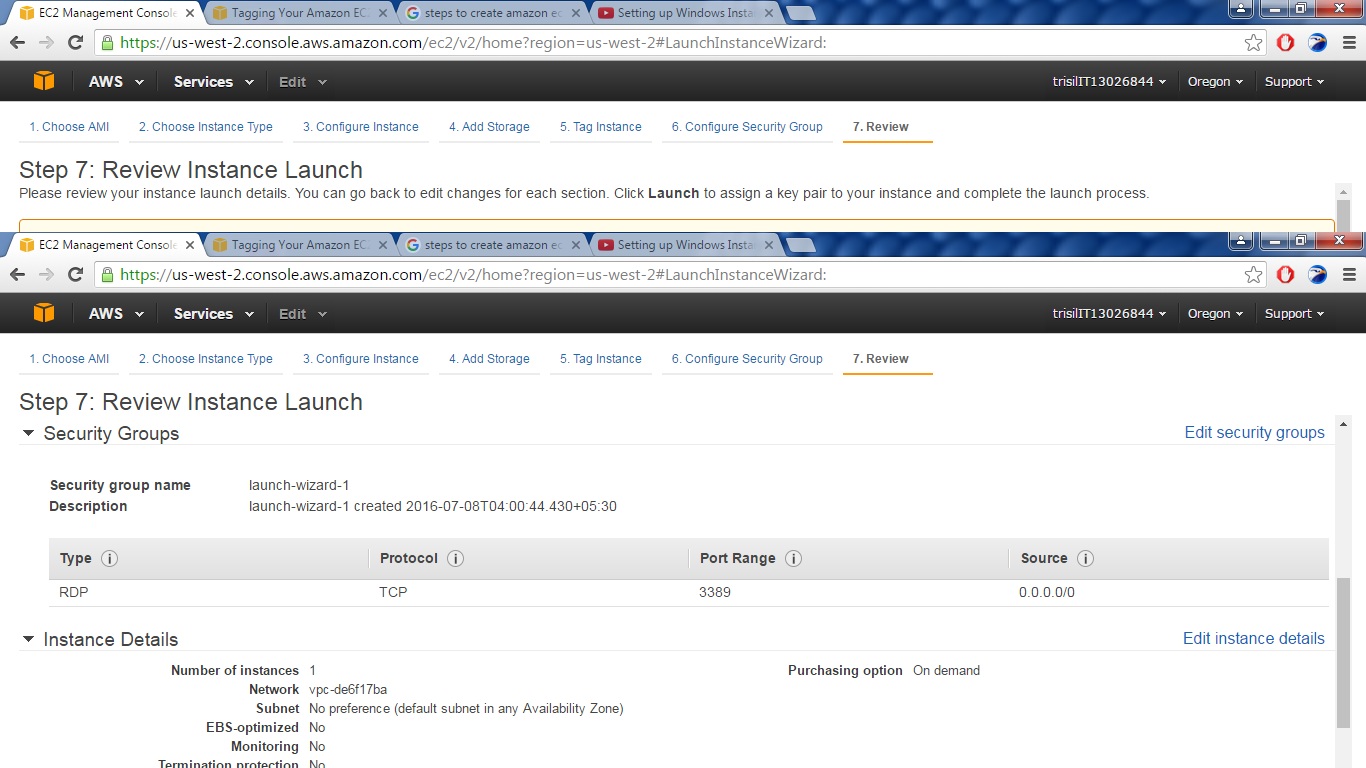 EC2 Management Console Tagging Your Amazon EC2 steps to create amazon ec Setting up Windows Insta
https://us-west-2.console.aws.amazon.com/ec2/v2/home?region=us-west-2#LaunchInstanceWizard:
AWS Services Edit trisilIT13026844 Oregon Support
1. Choose AMI 2. Choose Instance Type 3. Configure Instance 4. Add Storage 5. Tag Instance 6. Configure Security Group 7. Review
Step 7: Review Instance Launch
Please review your instance launch details. You can go back to edit changes for each section. Click Launch to assign a key pair to your instance and complete the launch process.
EC2 Management Console Tagging Your Amazon EC2 steps to create amazon ec Setting up Windows Insta
https://us-west-2.console.aws.amazon.com/ec2/v2/home?region=us-west-2#LaunchInstanceWizard:
AWS Services Edit trisilIT13026844 Oregon Support
1. Choose AMI 2. Choose Instance Type 3. Configure Instance 4. Add Storage 5. Tag Instance 6. Configure Security Group 7. Review
Step 7: Review Instance Launch
Security Groups Edit security groups
Security group name launch-wizard-1
Description launch-wizard-1 created 2016-07-08T04:00:44.430+05:30
Type Protocol Port Range Source
RDP TCP 3389 0.0.0.0/0
Instance Details Edit instance details
Number of instances 1 Purchasing option On demand
Network vpc-de6f17ba
Subnet No preference (default subnet in any Availability Zone)
EBS-optimized No
Monitoring No
Termination protection No